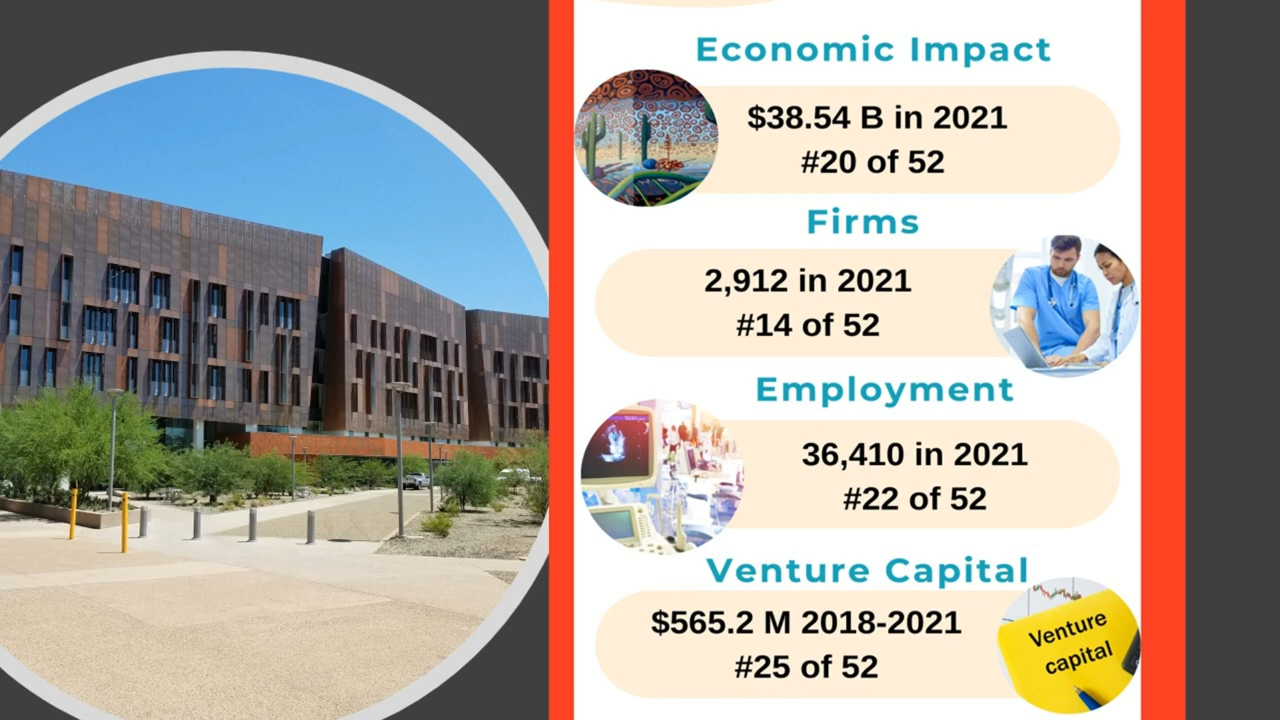 Economic Impact
$38.54 B in 2021
#20 of 52
Firms
2,912 in 2021
#14 of 52
Employment
36,410 in 2021
#22 of 52
Venture Capital
$565.2 M 2018-2021
#25 of 52
Venture
capital